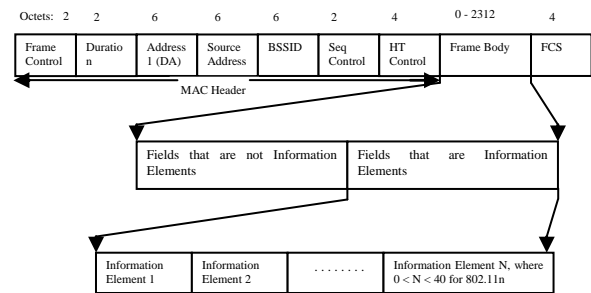 Octets: 2 2 6 6 6 2 4 0 - 2312 4
Frame Control
Duratio n
Address 1 (DA)
Source Address
BSSID
Seq Control
HT Control
Frame Body
FCS
MAC Header
Fields that are not Information
Elements
Fields that are Information
Elements
Information
Element 1
Information
Element 2
. . . . . . . .
Information Element N, where
0 < N < 40 for 802.11n